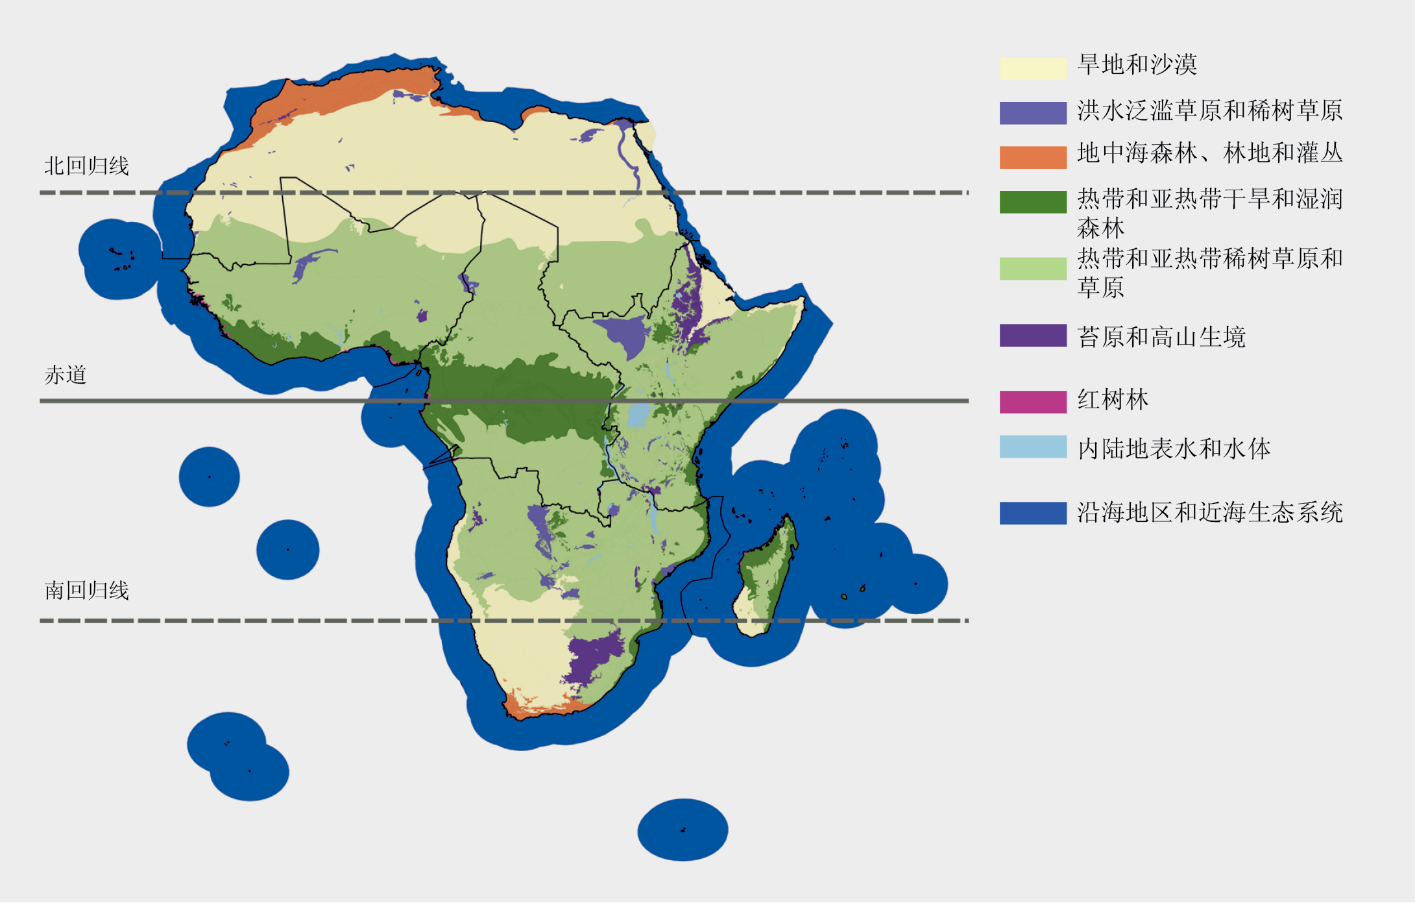 北回归线
赤道
南回归线
旱地和沙漠
洪水泛滥草原和稀树草原
地中海森林、林地和灌丛
热带和亚热带干旱和湿润
森林
热带和亚热带稀树草原和
草原
苔原和高山生境
红树林
内陆地表水和水体
沿海地区和近海生态系统